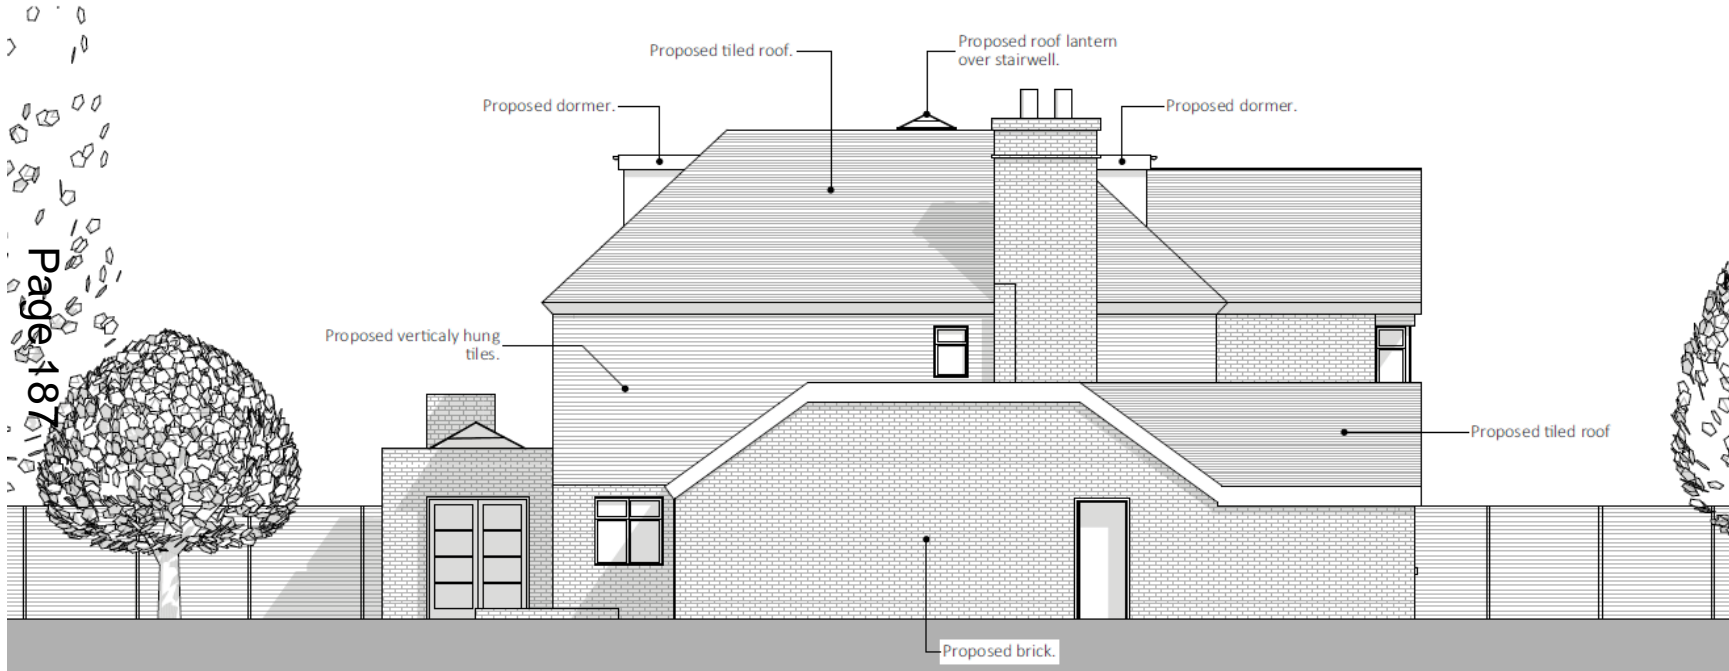 Proposed roof lantern
over stairwell.
Proposed tiled roof.
Proposed dormer.
Proposed dormer.
Page 187
Proposed verticaly hung
tiles.
Proposed tiled roof
Proposed brick.